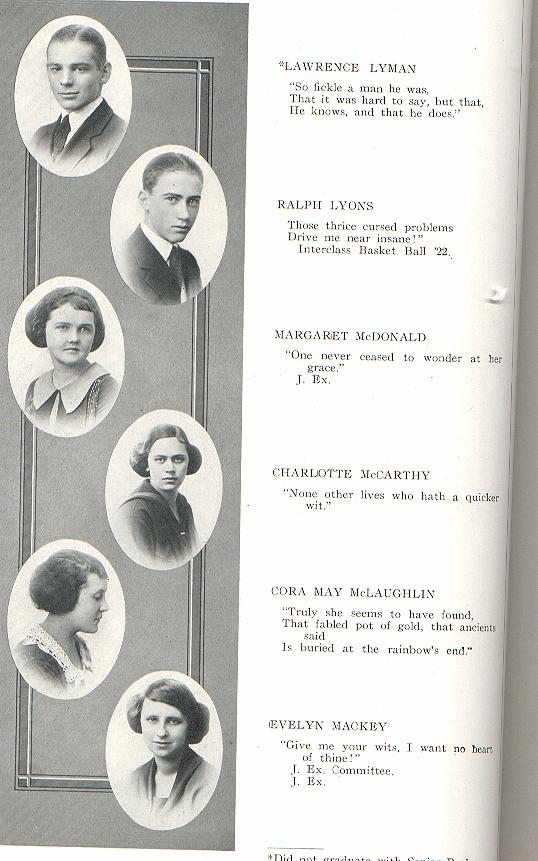 *LAWRENCE LYMAN
"So fickle a man he was,
That it was hard to say, but that,
He knows, and that he does."
RALPH LYONS
Those thrice cursed problems
Drive me near insane!"
Interclass Basket Ball '22.
MARGARET McDONALD
"One never ceased to wonder at her
grace."
J. Ex.
CHARLOTTE McCARTHY
"None other lives who hath a quicker
wit."
CORA MAY McLAUGHLIN
"Truly she seems to have found,
That fabled pot of gold, that ancients
said
Is buried at the rainbow's end."
EVELYN MACKEY
"Give me your wits, I want no heart
of thine!"
J. Ex. Committee.
J. Ex.
*Did not graduate with Senior